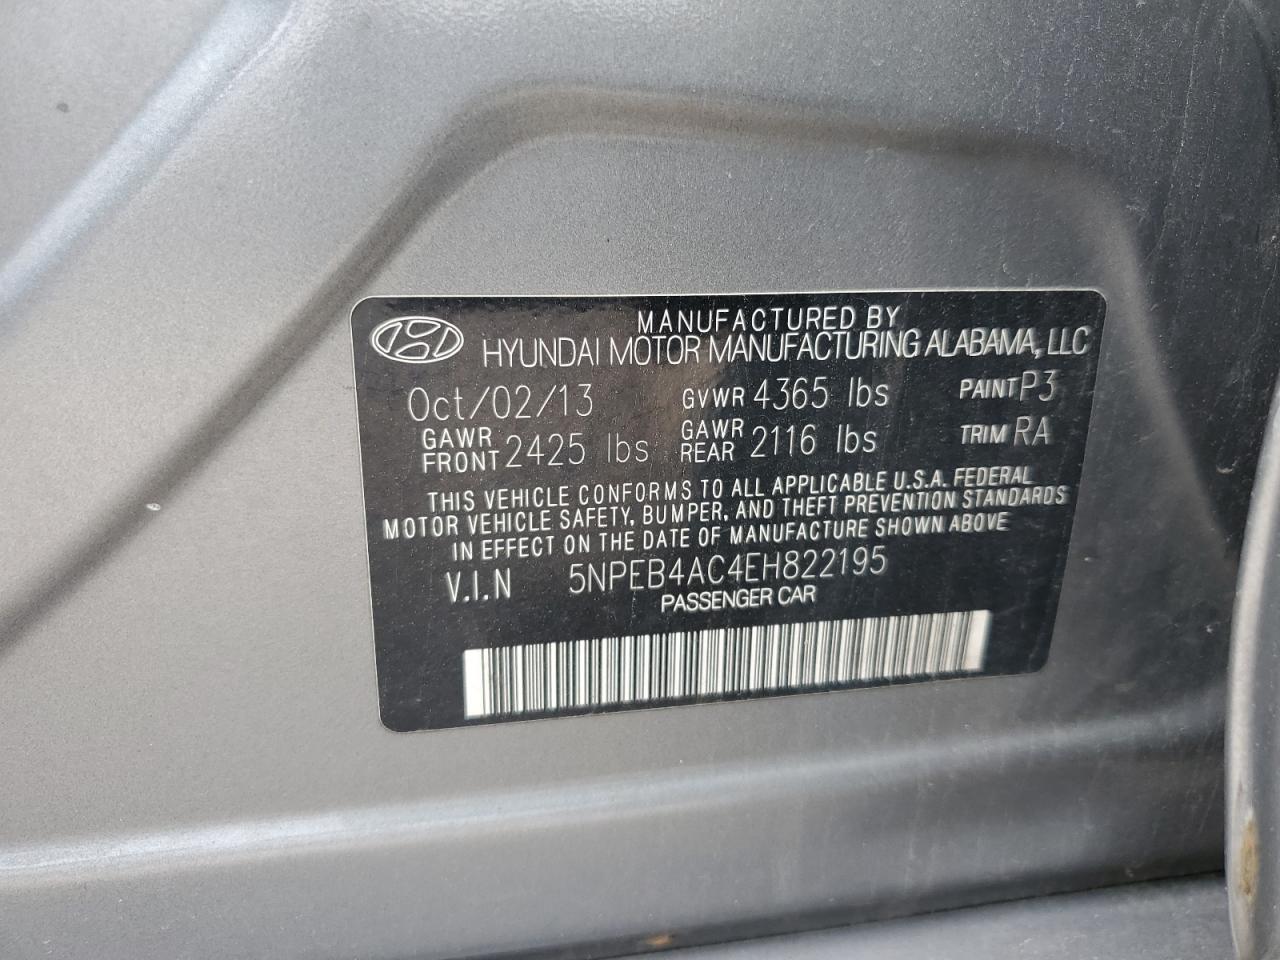 MANUFACTURED BY
HYUNDAI MOTOR MANUFACTURING ALABAMA, LLC
Oct/02/13 GVWR 4365 lbs PAINT P3
GAWR FRONT 2425 lbs GAWR REAR 2116 lbs TRIM RA
THIS VEHICLE CONFORMS TO ALL APPLICABLE U.S.A. FEDERAL
MOTOR VEHICLE SAFETY, BUMPER, AND THEFT PREVENTION STANDARDS
IN EFFECT ON THE DATE OF MANUFACTURE SHOWN ABOVE
V.I.N 5NPEB4AC4EH822195
PASSENGER CAR